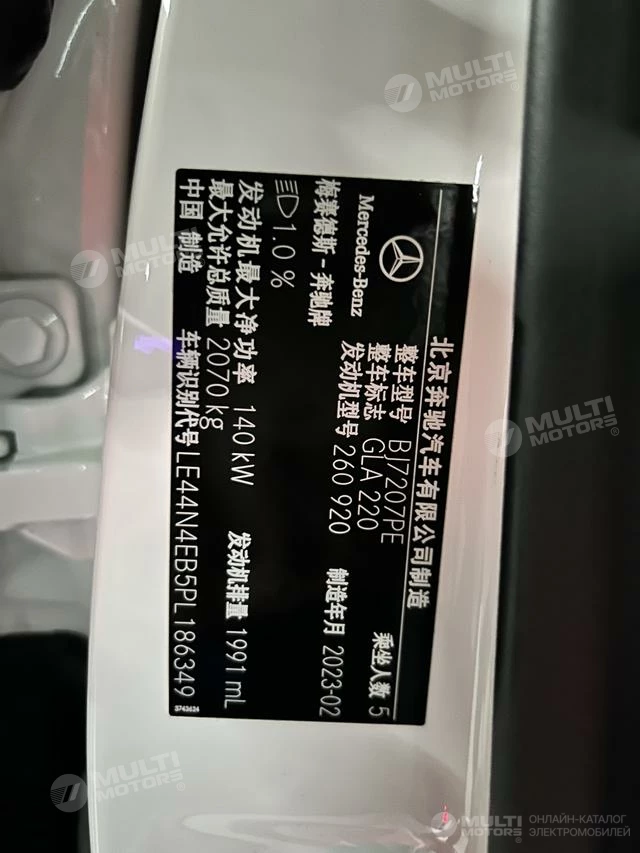 北京奔驰汽车有限公司制造
Mercedes-Benz
梅赛德斯-奔驰牌
整车型号 BJ7207PE 乘坐人数 5
整车标志 GLA 220
发动机型号 260 920 制造年月 2023-02
1.0 %
发动机最大净功率 140 kW 发动机排量 1991 mL
最大允许总质量 2070 kg
中国 制造 车辆识别代号 LE44N4EB5PL186349
3743624
MULTI MOTORS®
MULTI MOTORS®
MULTI MOTORS®
MULTI MOTORS®
MULTI MOTORS®
ОНЛАЙН-КАТАЛОГ
ЭЛЕКТРОМОБИЛЕЙ